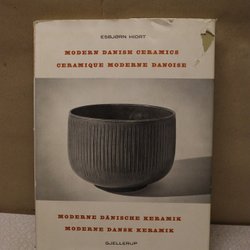 ESBJØRN HIORT
MODERN DANISH CERAMICS
CERAMIQUE MODERNE DANOISE
MODERNE DÄNISCHE KERAMIK
MODERNE DANSK KERAMIK
GJELLERUP